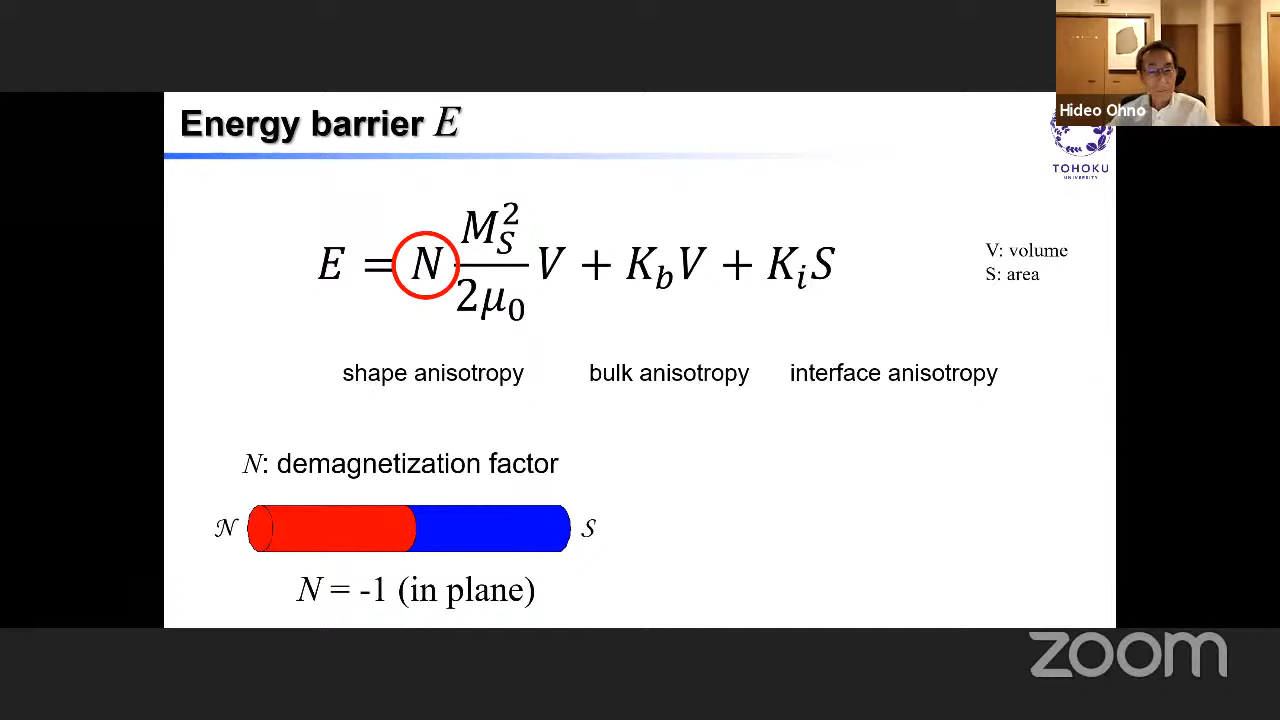 Hideo Ohno
Energy barrier E
TOHOKU
UNIVERSITY
E = N M_S^2/2μ_0 V + K_b V + K_i S
V: volume
S: area
shape anisotropy bulk anisotropy interface anisotropy
N: demagnetization factor
N S
N = -1 (in plane)
zoom